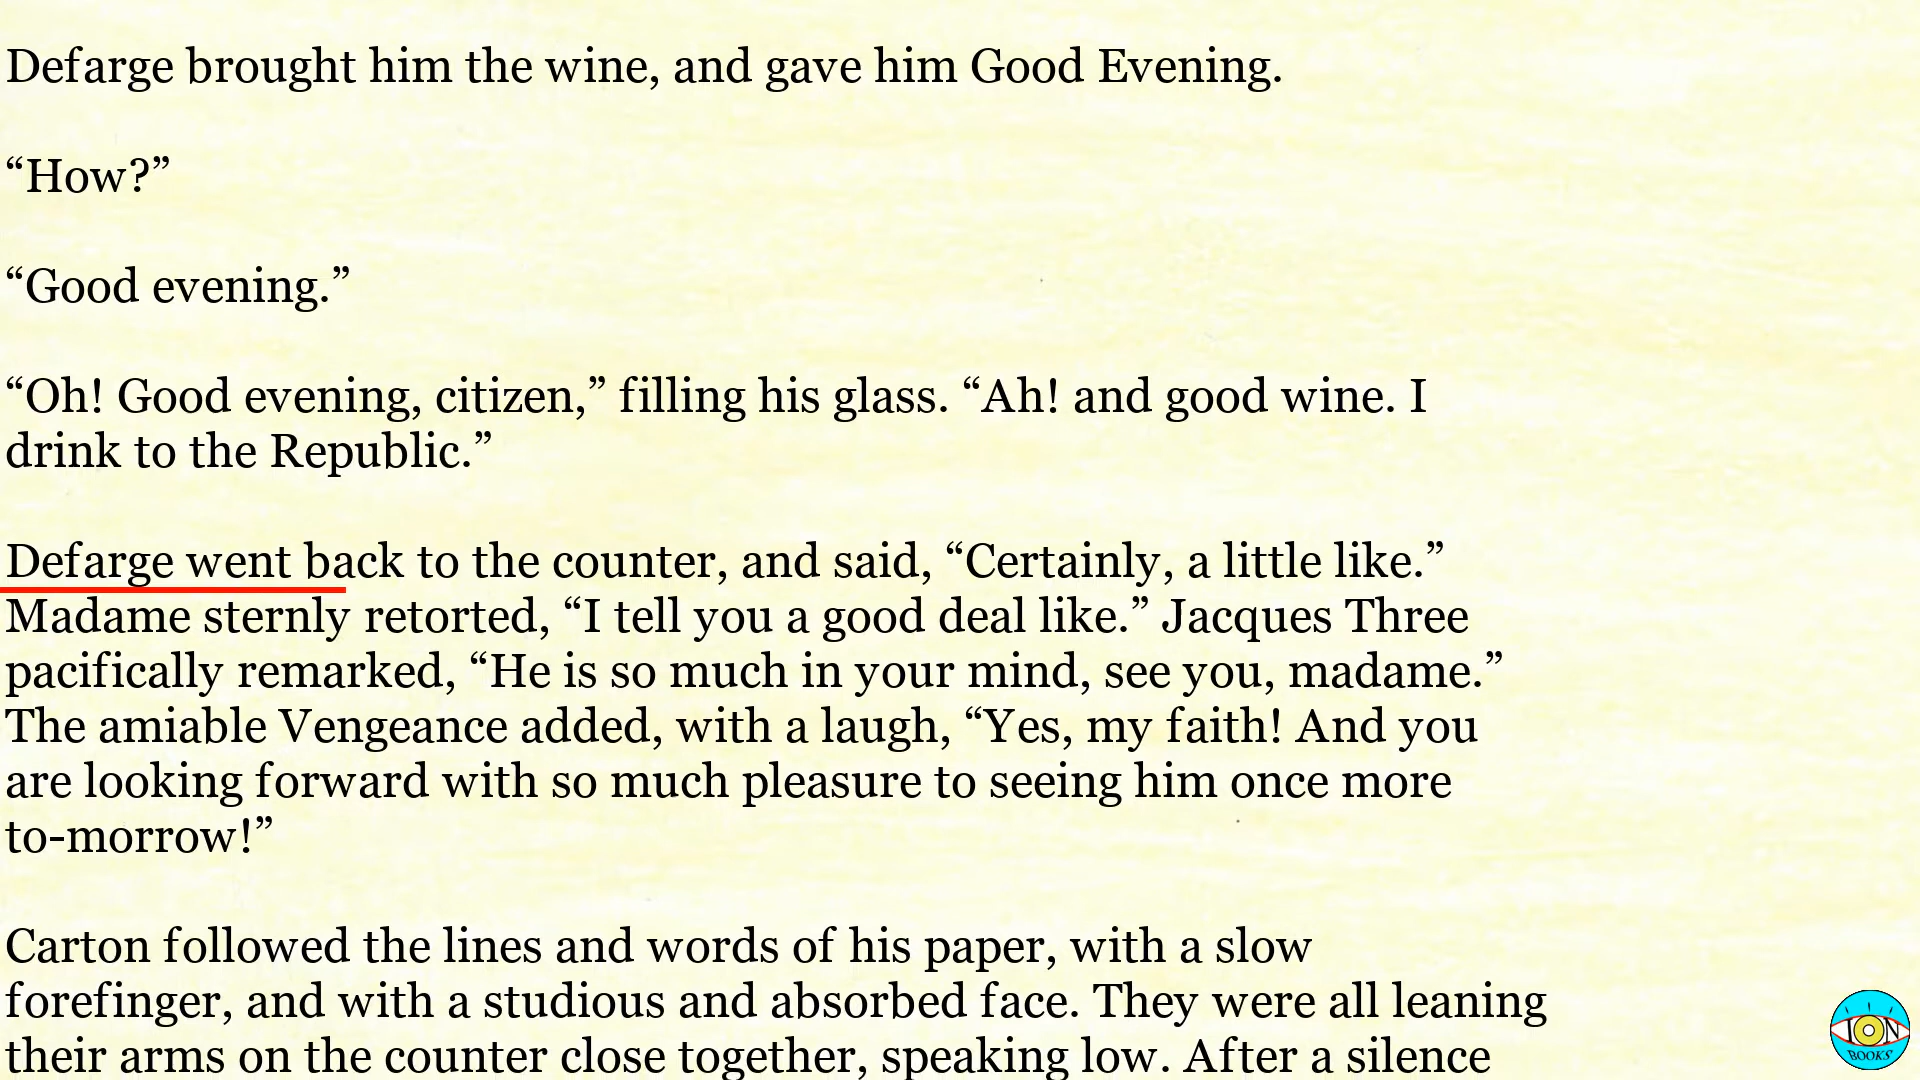 Defarge brought him the wine, and gave him Good Evening.
“How?”
“Good evening.”
“Oh! Good evening, citizen,” filling his glass. “Ah! and good wine. I
drink to the Republic.”
Defarge went back to the counter, and said, “Certainly, a little like.”
Madame sternly retorted, “I tell you a good deal like.” Jacques Three
pacifically remarked, “He is so much in your mind, see you, madame.”
The amiable Vengeance added, with a laugh, “Yes, my faith! And you
are looking forward with so much pleasure to seeing him once more
to-morrow!”
Carton followed the lines and words of his paper, with a slow
forefinger, and with a studious and absorbed face. They were all leaning
their arms on the counter close together, speaking low. After a silence
ION
BOOKS